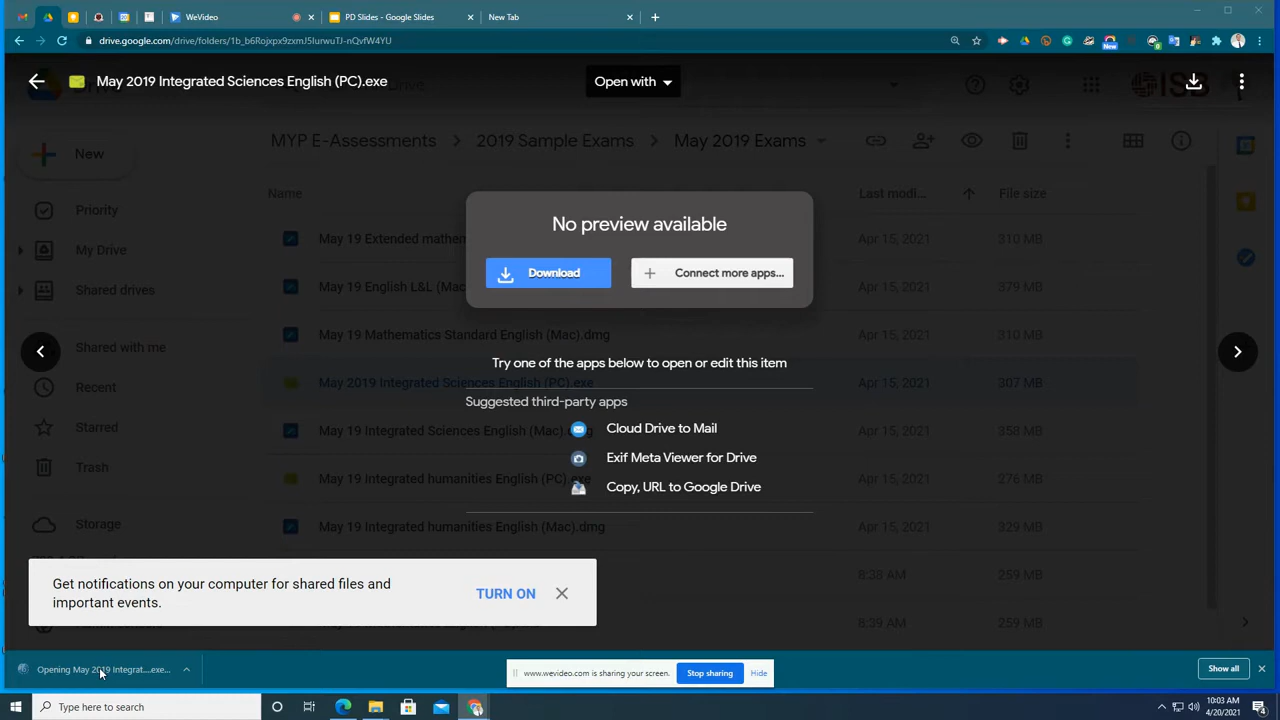 WeVideo
PD Slides - Google Slides
New Tab
drive.google.com/drive/folders/1b_b6Rojxpx9zxmJ5IurwuTJ-nQvfW4YU
May 2019 Integrated Sciences English (PC).exe
Open with
ISB
New
MYP E-Assessments
2019 Sample Exams
May 2019 Exams
Name
Last modi...
File size
Priority
No preview available
My Drive
May 19 Extended mathem
Apr 15, 2021
310 MB
Download
Connect more apps...
Shared drives
May 19 English L&L (M
Apr 15, 2021
379 MB
Shared with me
May 19 Mathematics Standard English (Mac).dmg
Apr 15, 2021
310 MB
Try one of the apps below to open or edit this item
Recent
May 2019 Integrated Sciences English (PC).exe
Apr 15, 2021
307 MB
Suggested third-party apps
Starred
May 19 Integrated Sciences English (Mac).
Cloud Drive to Mail
Apr 15, 2021
358 MB
Exif Meta Viewer for Drive
Trash
May 19 Integrated humanities English (PC).exe
Apr 15, 2021
276 MB
Copy, URL to Google Drive
Storage
May 19 Integrated humanities English (Mac).dmg
Apr 15, 2021
329 MB
Get notifications on your computer for shared files and
important events.
TURN ON
8:38 AM
259 MB
8:39 AM
259 MB
Opening May 2019 Integrat....exe...
www.wevideo.com is sharing your screen.
Stop sharing
Hide
Show all
Type here to search
10:03 AM
4/20/2021
4